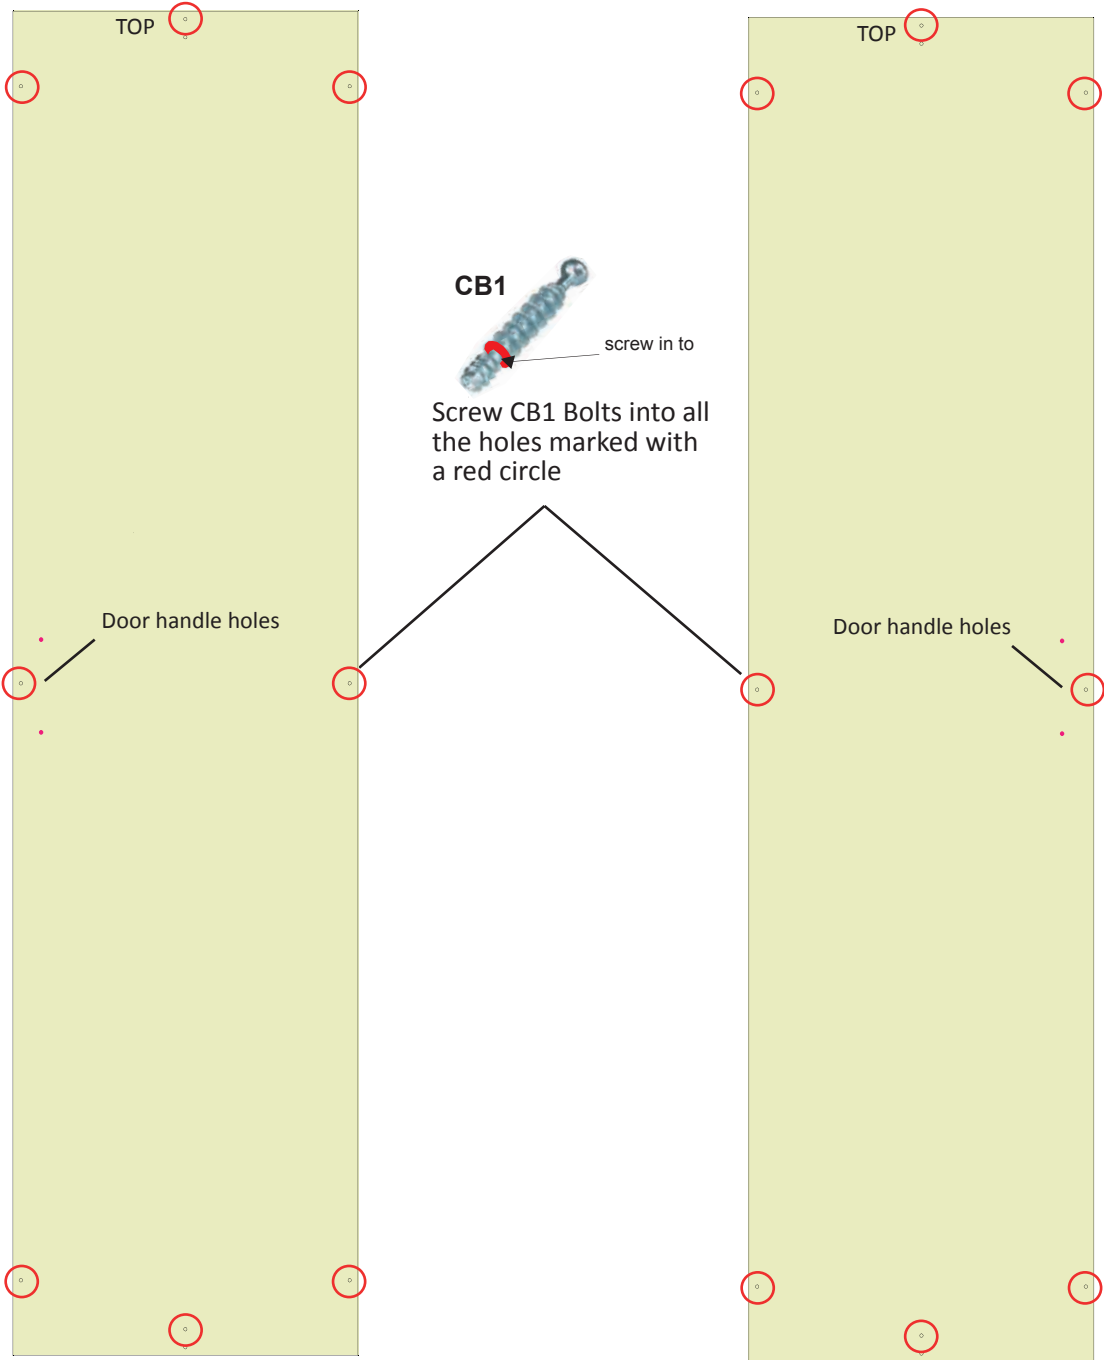 TOP
TOP
CB1
screw in to
Screw CB1 Bolts into all
the holes marked with
a red circle
Door handle holes
Door handle holes